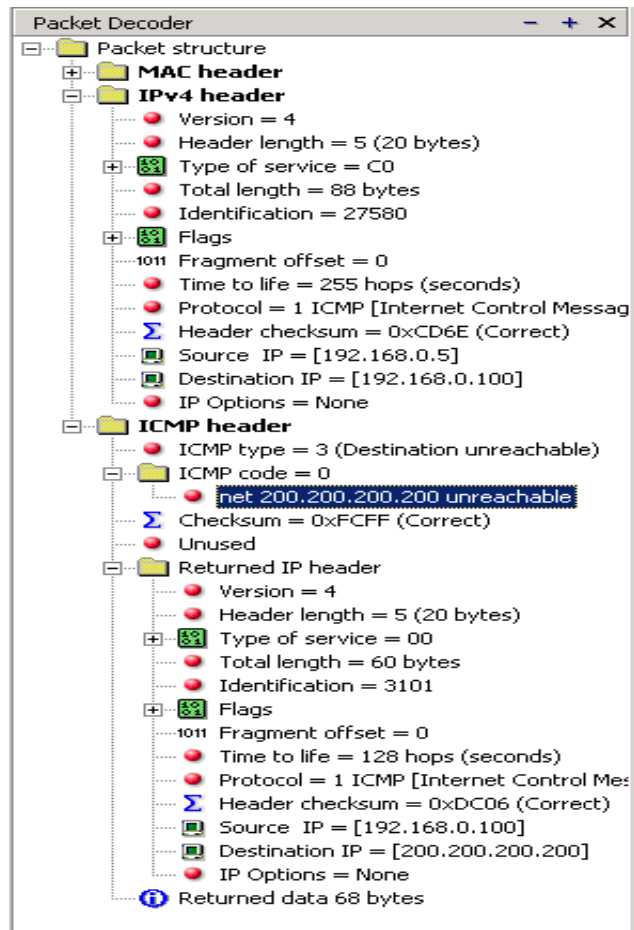 Packet Decoder
Packet structure
MAC header
IPv4 header
Version = 4
Header length = 5 (20 bytes)
Type of service = C0
Total length = 88 bytes
Identification = 27580
Flags
1011 Fragment offset = 0
Time to life = 255 hops (seconds)
Protocol = 1 ICMP [Internet Control Messag
Σ Header checksum = 0xCD6E (Correct)
Source IP = [192.168.0.5]
Destination IP = [192.168.0.100]
IP Options = None
ICMP header
ICMP type = 3 (Destination unreachable)
ICMP code = 0
net 200.200.200.200 unreachable
Σ Checksum = 0xFCFF (Correct)
Unused
Returned IP header
Version = 4
Header length = 5 (20 bytes)
Type of service = 00
Total length = 60 bytes
Identification = 3101
Flags
1011 Fragment offset = 0
Time to life = 128 hops (seconds)
Protocol = 1 ICMP [Internet Control Mes
Σ Header checksum = 0xDC06 (Correct)
Source IP = [192.168.0.100]
Destination IP = [200.200.200.200]
IP Options = None
Returned data 68 bytes